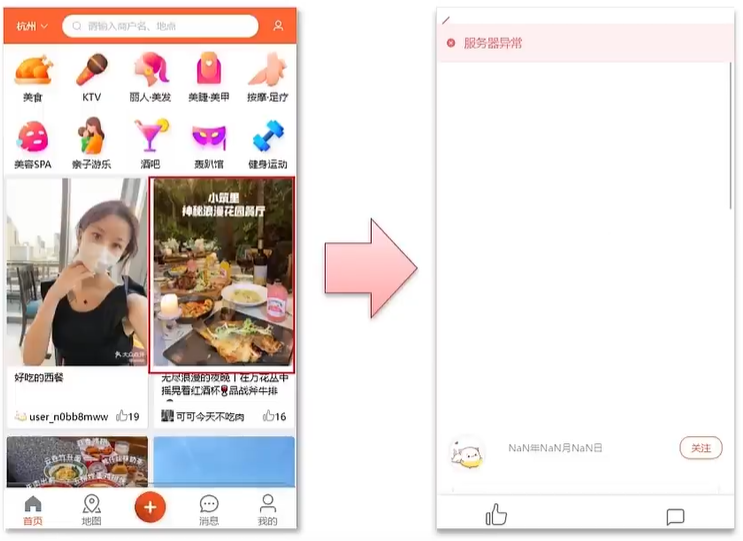 杭州
请输入商户名、地点
美食
KTV
丽人·美发
美睫·美甲
按摩·足疗
美容SPA
亲子游乐
酒吧
轰趴馆
健身运动
小筑里
神秘浪漫花园餐厅
大众点评
好吃的西餐
user_n0bb8mww
19
无尽浪漫的夜晚丨在万花丛中
摇晃着红酒杯🍷品战斧牛排
可可今天不吃肉
16
首页
地图
消息
我的
服务器异常
NaN年NaN月NaN日
关注